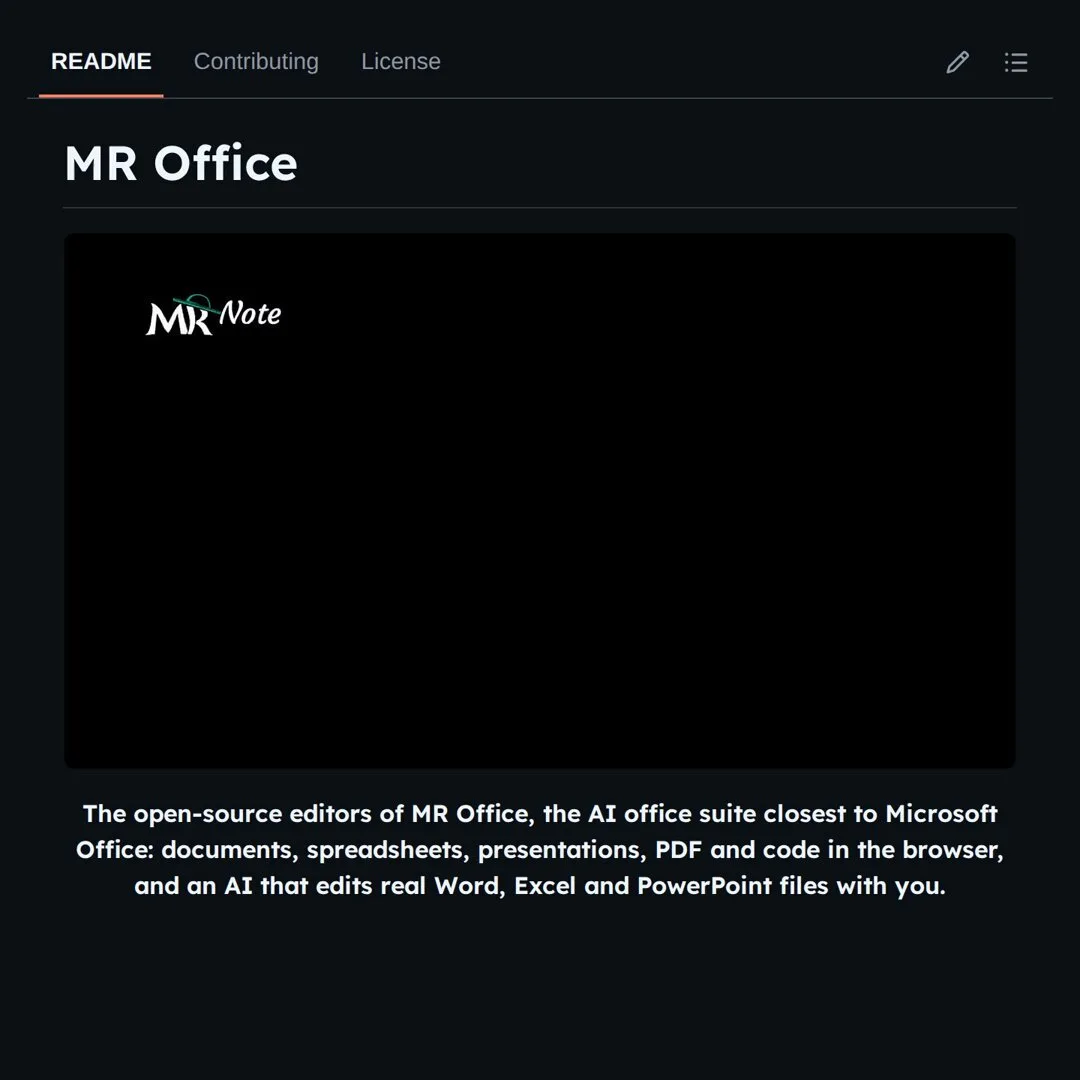 README Contributing License
MR Office
MR Note
The open-source editors of MR Office, the AI office suite closest to Microsoft
Office: documents, spreadsheets, presentations, PDF and code in the browser,
and an AI that edits real Word, Excel and PowerPoint files with you.